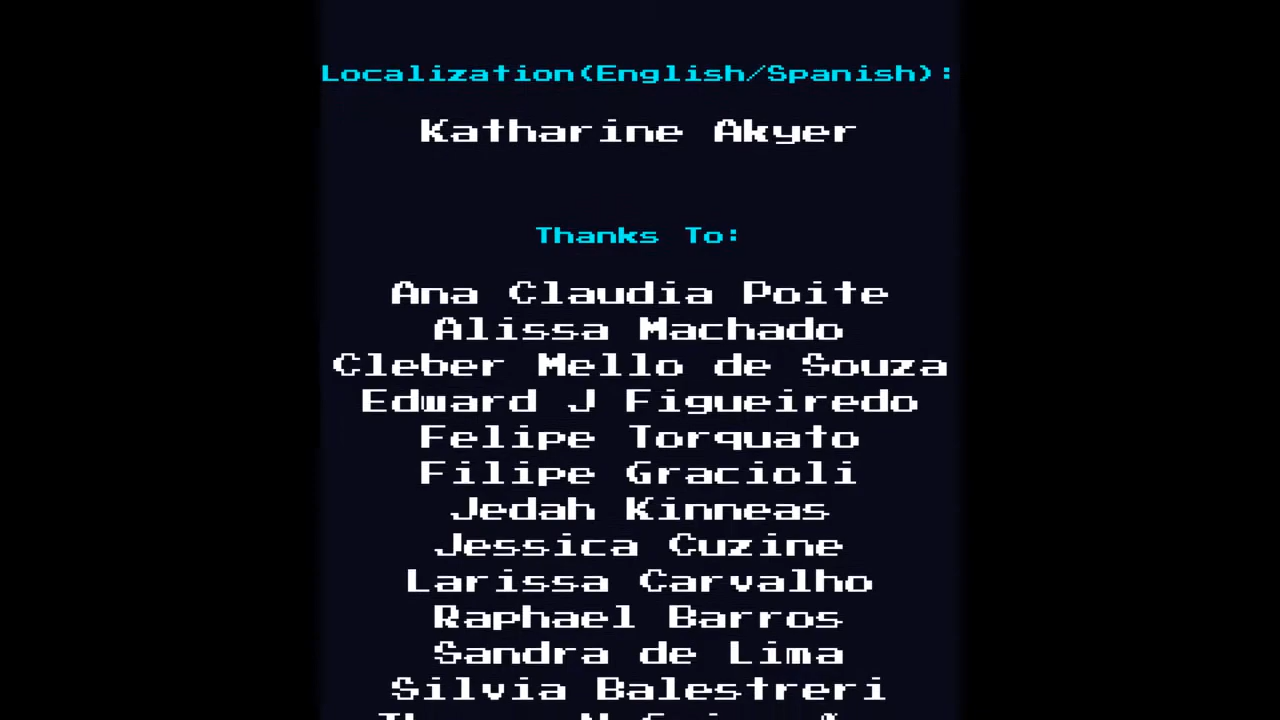 Localization(English/Spanish):
Katharine Akyer
Thanks To:
Ana Claudia Poite
Alissa Machado
Cleber Mello de Souza
Edward J Figueiredo
Felipe Torquato
Filipe Gracioli
Jedah Kinneas
Jessica Cuzine
Larissa Carvalho
Raphael Barros
Sandra de Lima
Silvia Balestreri